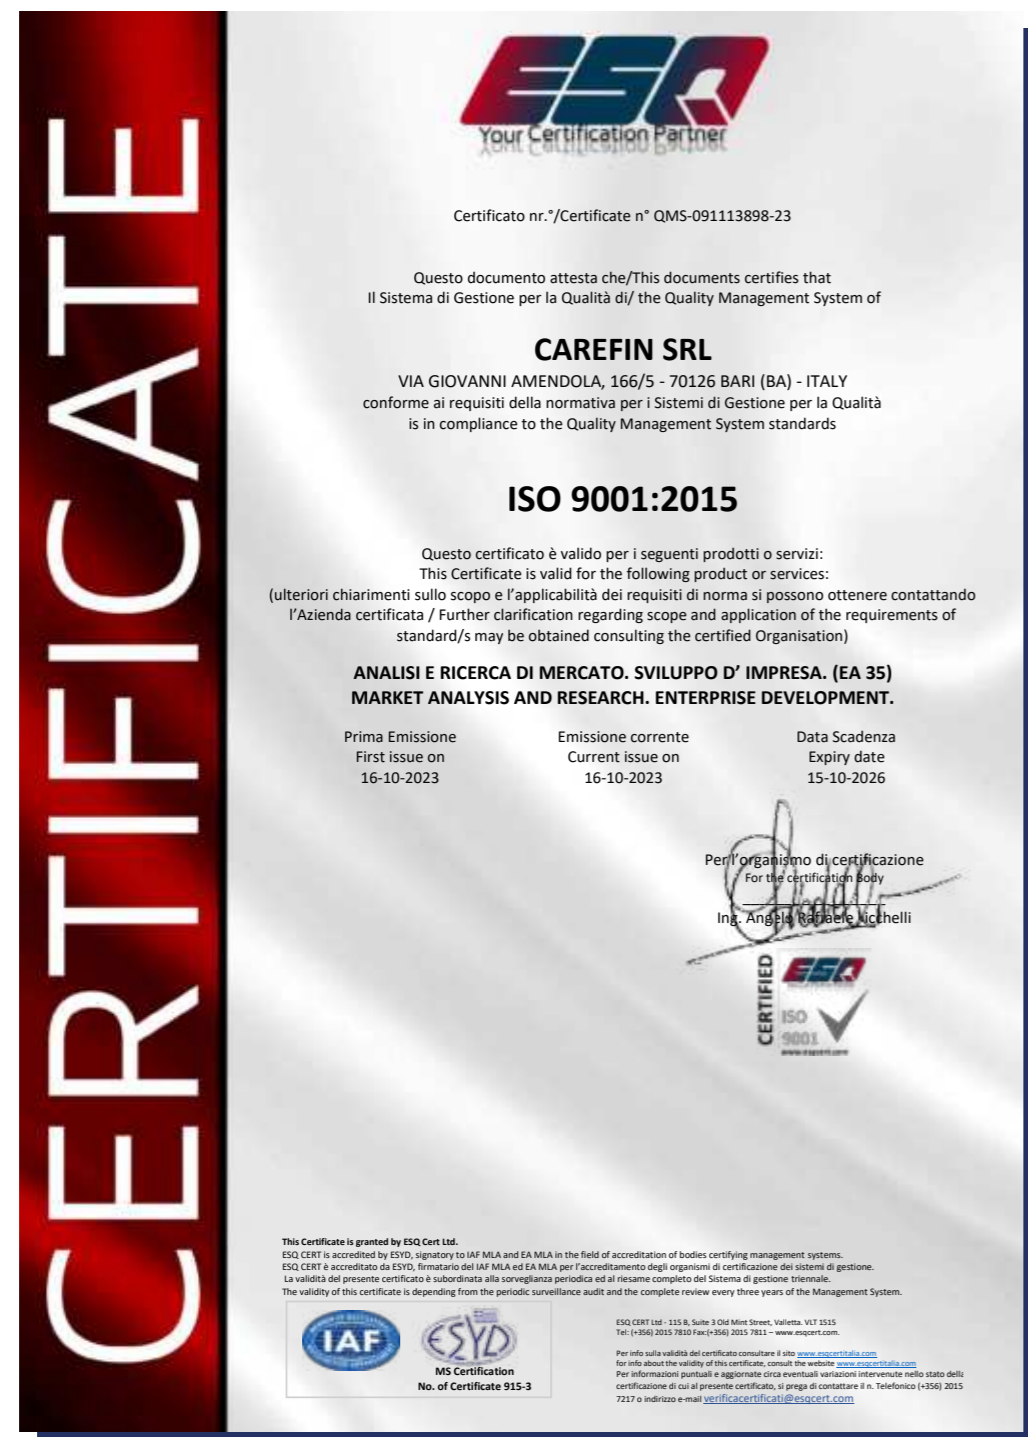 CERTIFICATE
ESQ
Your Certification Partner
Certificato nr.°/Certificate n° QMS-091113898-23
Questo documento attesta che/This documents certifies that
Il Sistema di Gestione per la Qualità di/ the Quality Management System of
CAREFIN SRL
VIA GIOVANNI AMENDOLA, 166/5 - 70126 BARI (BA) - ITALY
conforme ai requisiti della normativa per i Sistemi di Gestione per la Qualità
is in compliance to the Quality Management System standards
ISO 9001:2015
Questo certificato è valido per i seguenti prodotti o servizi:
This Certificate is valid for the following product or services:
(ulteriori chiarimenti sullo scopo e l'applicabilità dei requisiti di norma si possono ottenere contattando
l'Azienda certificata / Further clarification regarding scope and application of the requirements of
standard/s may be obtained consulting the certified Organisation)
ANALISI E RICERCA DI MERCATO. SVILUPPO D' IMPRESA. (EA 35)
MARKET ANALYSIS AND RESEARCH. ENTERPRISE DEVELOPMENT.
Prima Emissione
First issue on
16-10-2023
Emissione corrente
Current issue on
16-10-2023
Data Scadenza
Expiry date
15-10-2026
Per l'organismo di certificazione
For the certification Body
Ing. Angelo Raffaele
CERTIFIED
ESQ
ISO
9001
www.esqcert.com
This Certificate is granted by ESQ Cert Ltd.
ESQ CERT is accredited by ESYD, signatory to IAF MLA and EA MLA in the field of accreditation of bodies certifying management systems.
ESQ CERT è accreditato da ESYD, firmatario del IAF MLA ed EA MLA per l'accreditamento degli organismi di certificazione dei sistemi di gestione.
La validità del presente certificato è subordinata alla sorveglianza periodica ed al riesame completo del Sistema di gestione triennale.
The validity of this certificate is depending from the periodic surveillance audit and the complete review every three years of the Management System.
IAF
ESYD
MS Certification
No. of Certificate 915-3
ESQ CERT Ltd - 115 B, Suite 3 Old Mint Street, Valletta. VLT 1515
Tel: (+356) 2015 7810 Fax:(+356) 2015 7811 – www.esqcert.com.
Per info sulla validità del certificato consultare il sito www.esqcertitalia.com
for info about the validity of this certificate, consult the website www.esqcertitalia.com
Per informazioni puntuali e aggiornate circa eventuali variazioni intervenute nello stato della
certificazione di cui al presente certificato, si prega di contattare il n. Telefonico (+356) 2015
7217 o indirizzo e-mail verificacertificati@esqcert.com